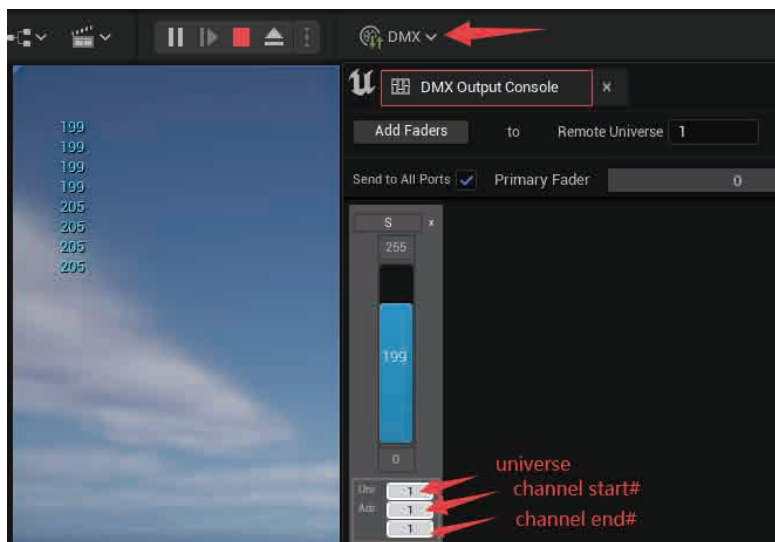 DMX
DMX Output Console
x
Add Faders to Remote Universe 1
Send to All Ports Primary Fader 0
199
199
199
199
205
205
205
205
S x
255
199
0
universe
Uni 1
channel start#
Adr 1
channel end#
1